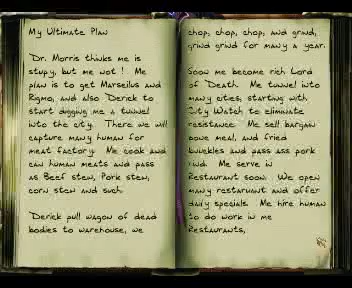 My Ultimate Plan
Dr. Morris thinks me is
stupy, but me not ! Me
plan is to get Marseilus and
Rigmo, and also Derick to
start digging me a tunnel
into the city. There we will
capture many human for
meat factory. Me cook and
can human meats and pass
as Beef stew, Pork stew,
corn stew and such.
Derick pull wagon of dead
bodies to warehouse, we
chop, chop, chop, and grind,
grind grind for many a year.
Soon me become rich Lord
of Death. Me tunnel into
many cities, starting with
City Watch to eliminate
resistance. Me sell bargain
bone meal, and fried
knuckles and pass ass pork
rind. Me serve in
Restaurant soon. We open
many restaruant and offer
daily specials. Me hire human
to do work in me
Restaurants,